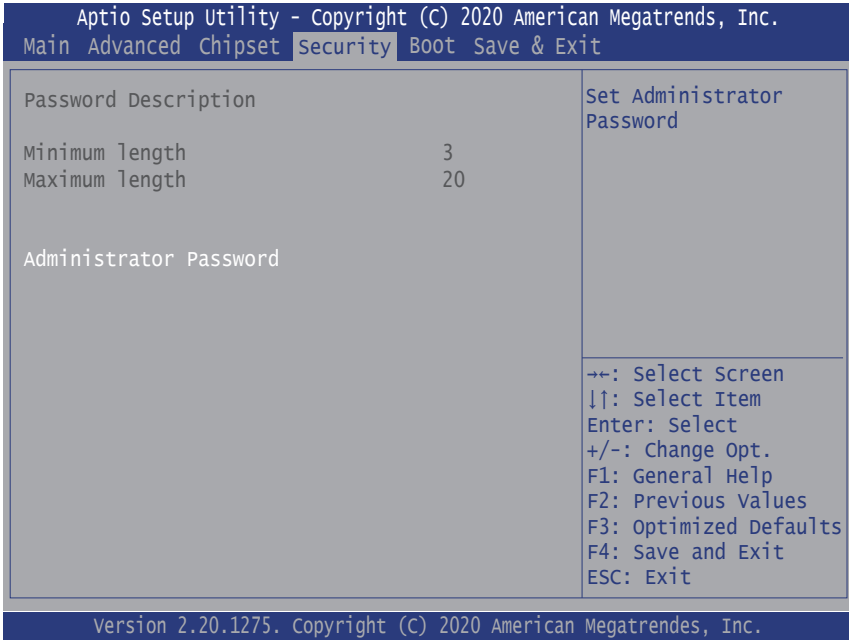 Aptio Setup Utility - Copyright (C) 2020 American Megatrends, Inc.
Main Advanced Chipset Security Boot Save & Exit
Password Description
Minimum length 3
Maximum length 20
Administrator Password
Set Administrator
Password
→←: Select Screen
↓↑: Select Item
Enter: Select
+/-: Change Opt.
F1: General Help
F2: Previous Values
F3: Optimized Defaults
F4: Save and Exit
ESC: Exit
Version 2.20.1275. Copyright (C) 2020 American Megatrendes, Inc.